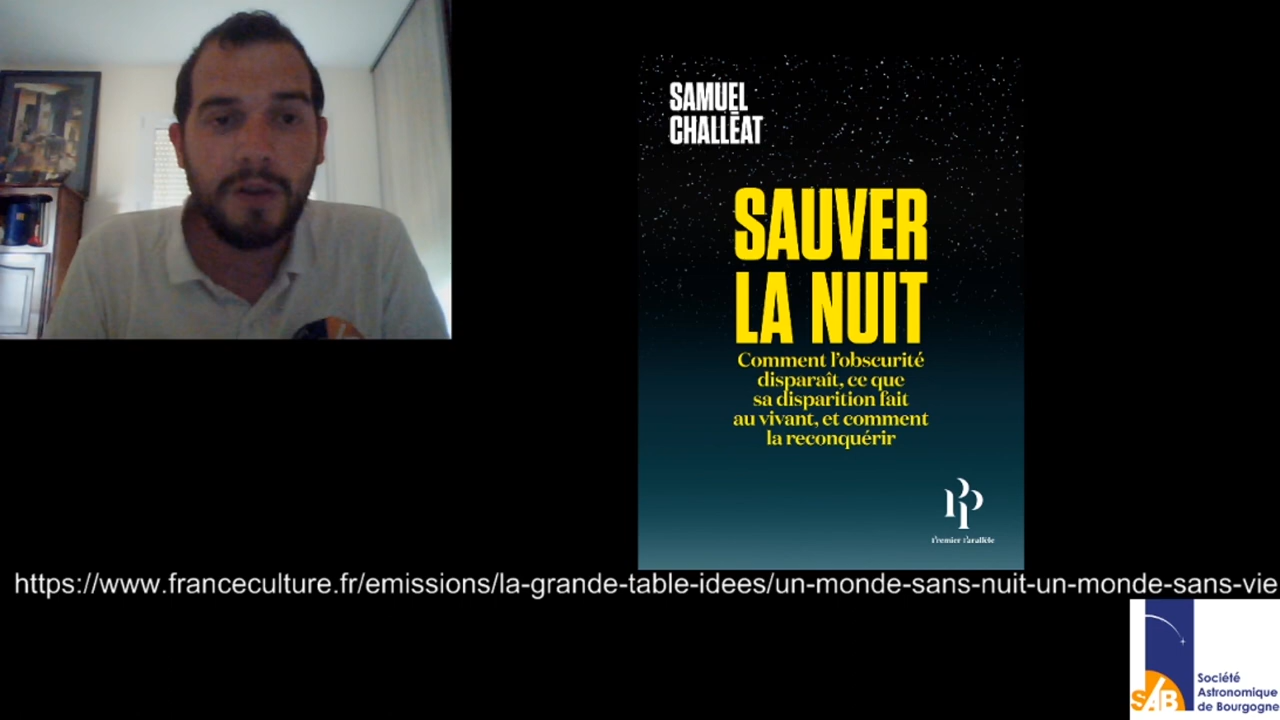 SAMUEL
CHALLÉAT
SAUVER
LA NUIT
Comment l'obscurité
disparaît, ce que
sa disparition fait
au vivant, et comment
la reconquérir
Premier Parallèle
https://www.franceculture.fr/emissions/la-grande-table-idees/un-monde-sans-nuit-un-monde-sans-vie
SAB
Société
Astronomique
de Bourgogne